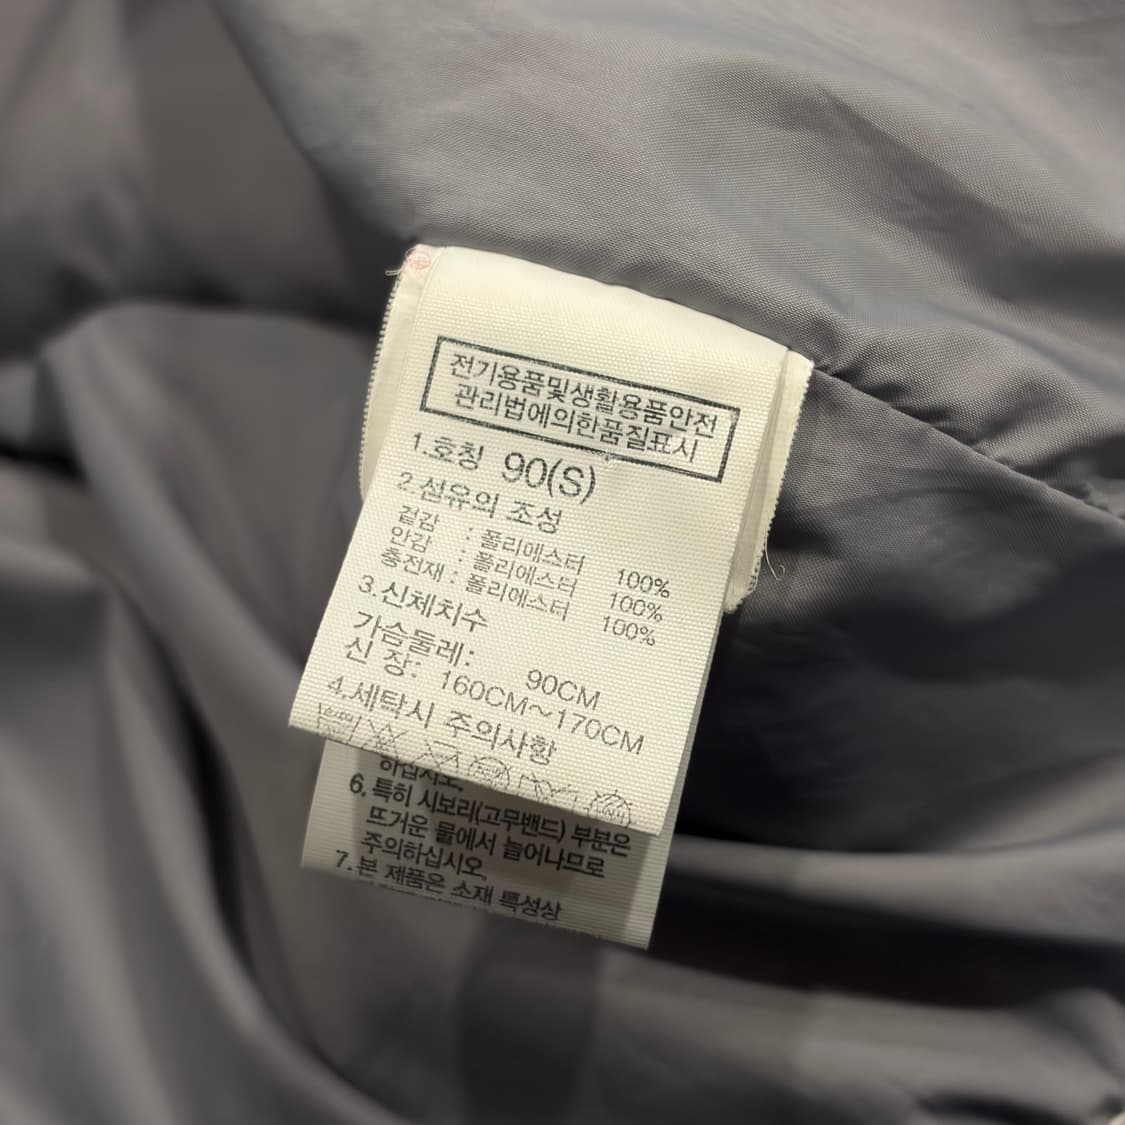 전기용품및생활용품안전
관리법에의한품질표시
1.호칭 90(S)
2.섬유의 조성
겉감 : 폴리에스터 100%
안감 : 폴리에스터 100%
충전재 : 폴리에스터 100%
3.신체치수
가슴둘레: 90CM
신 장: 160CM~170CM
4.세탁시 주의사항
하십시오.
6.특히 시보리(고무밴드) 부분은
뜨거운 물에서 늘어나므로
주의하십시오.
7.본 제품은 소재 특성상